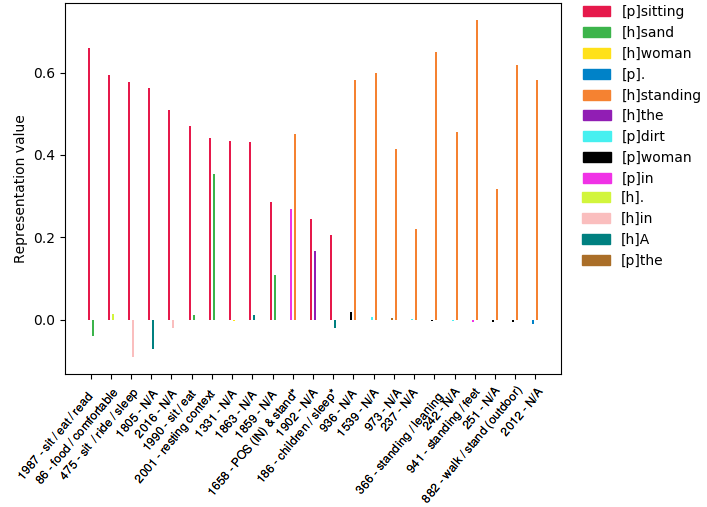 Representation value
0.6
0.4
0.2
0.0
1987 - sit / eat / read
86 - food / comfortable
475 - sit / ride / sleep
1805 - N/A
2016 - N/A
1990 - sit / eat
2001 - resting context
1331 - N/A
1863 - N/A
1859 - N/A
1658 - POS (IN) & stand*
1902 - N/A
186 - children / sleep*
936 - N/A
1539 - N/A
973 - N/A
237 - N/A
366 - standing / leaning
242 - N/A
941 - standing / feet
251 - N/A
882 - walk / stand (outdoor)
2012 - N/A
[p]sitting
[h]sand
[h]woman
[p].
[h]standing
[h]the
[p]dirt
[p]woman
[p]in
[h].
[h]in
[h]A
[p]the